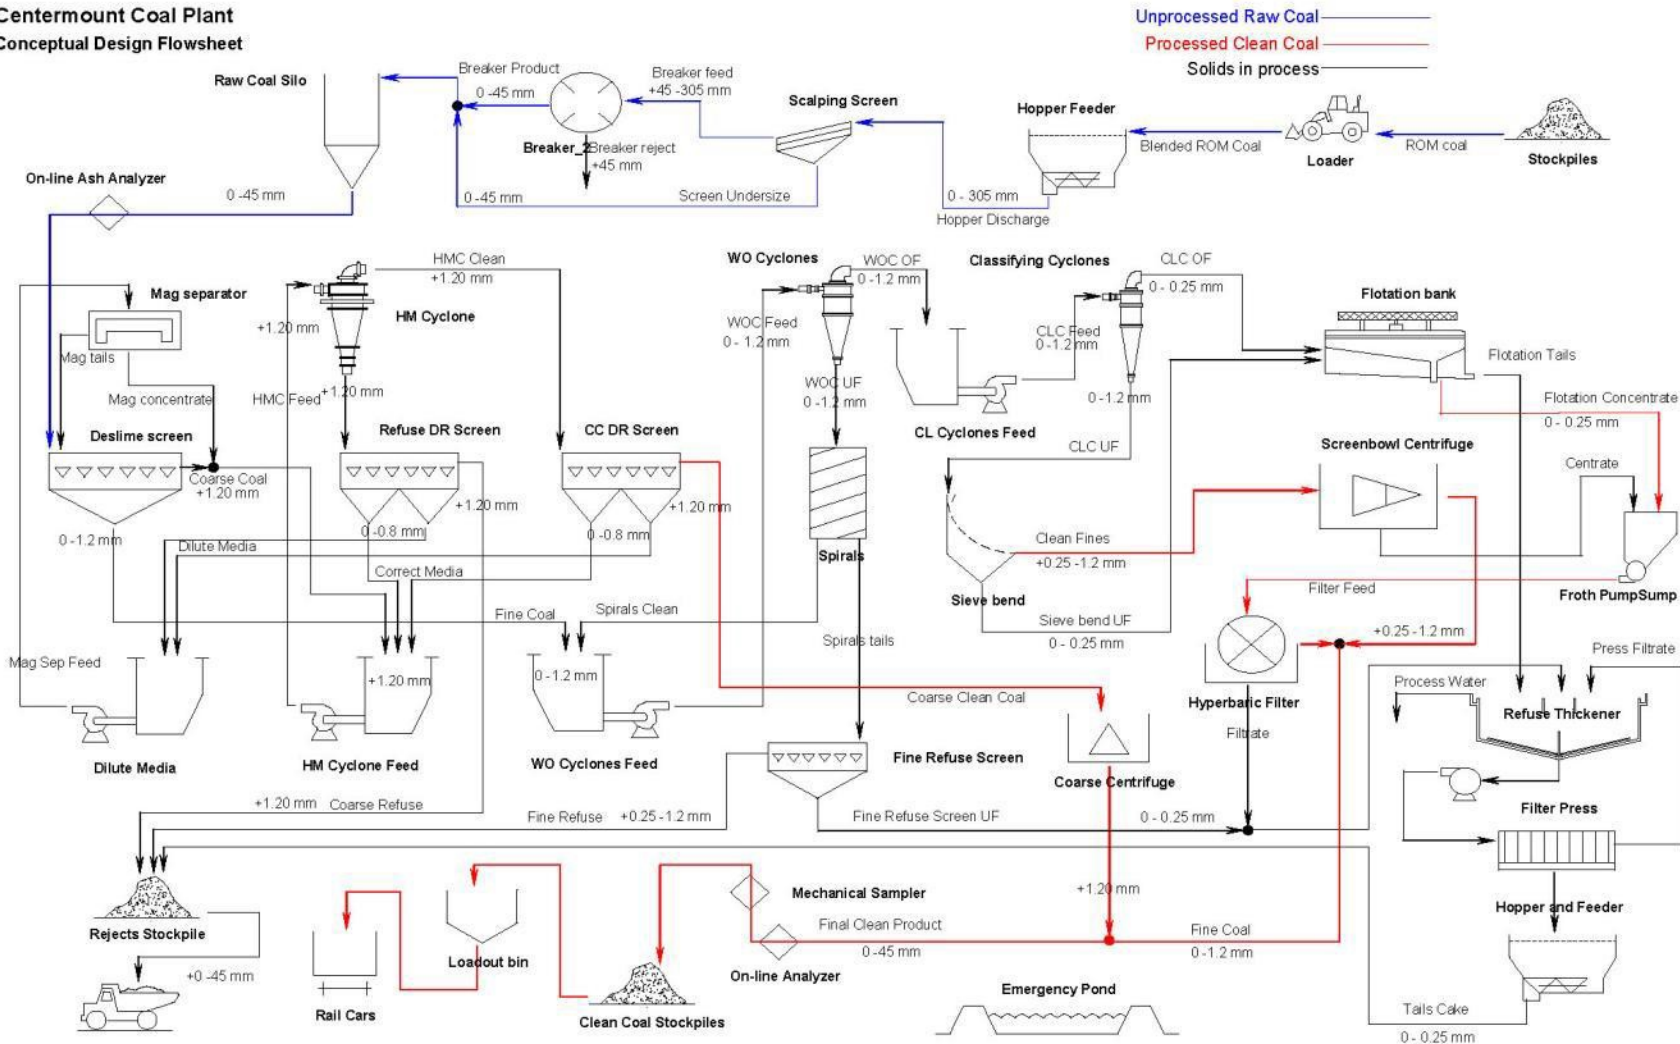 Centermount Coal Plant
Conceptual Design Flowsheet
Unprocessed Raw Coal
Processed Clean Coal
Solids in process
Raw Coal Silo
Breaker Product
0 -45 mm
Breaker feed
+45 -305 mm
Scalping Screen
Hopper Feeder
Blended ROM Coal
Loader
ROM coal
Stockpiles
Breaker_2
Breaker reject
+45 mm
On-line Ash Analyzer
0 -45 mm
0 -45 mm
Screen Undersize
0 - 305 mm
Hopper Discharge
Mag separator
HMC Clean
+1.20 mm
HM Cyclone
+1.20 mm
WO Cyclones
WOC OF
0 -1.2 mm
Classifying Cyclones
CLC OF
0 - 0.25 mm
Flotation bank
WOC Feed
0 - 1.2 mm
CLC Feed
0 -1.2 mm
Mag tails
Mag concentrate
HMC Feed
+1.20 mm
WOC UF
0 -1.2 mm
0 -1.2 mm
Flotation Tails
Flotation Concentrate
0 - 0.25 mm
Deslime screen
Refuse DR Screen
CC DR Screen
CL Cyclones Feed
CLC UF
Screenbowl Centrifuge
Centrate
Coarse Coal
+1.20 mm
+1.20 mm
+1.20 mm
0 -1.2 mm
0 -0.8 mm
0 -0.8 mm
Dilute Media
Correct Media
Spirals
Clean Fines
+0.25 -1.2 mm
Sieve bend
Filter Feed
Froth PumpSump
Fine Coal
Spirals Clean
Spirals tails
Sieve bend UF
0 - 0.25 mm
+0.25 -1.2 mm
Press Filtrate
Mag Sep Feed
+1.20 mm
0 -1.2 mm
Coarse Clean Coal
Hyperbaric Filter
Process Water
Refuse Thickener
Filtrate
Dilute Media
HM Cyclone Feed
WO Cyclones Feed
Fine Refuse Screen
Coarse Centrifuge
Filter Press
+1.20 mm
Coarse Refuse
Fine Refuse
+0.25 -1.2 mm
Fine Refuse Screen UF
0 - 0.25 mm
+1.20 mm
Mechanical Sampler
Hopper and Feeder
Rejects Stockpile
Final Clean Product
0 -45 mm
Fine Coal
0 -1.2 mm
Loadout bin
On-line Analyzer
+0 -45 mm
Rail Cars
Clean Coal Stockpiles
Emergency Pond
Tails Cake
0 - 0.25 mm